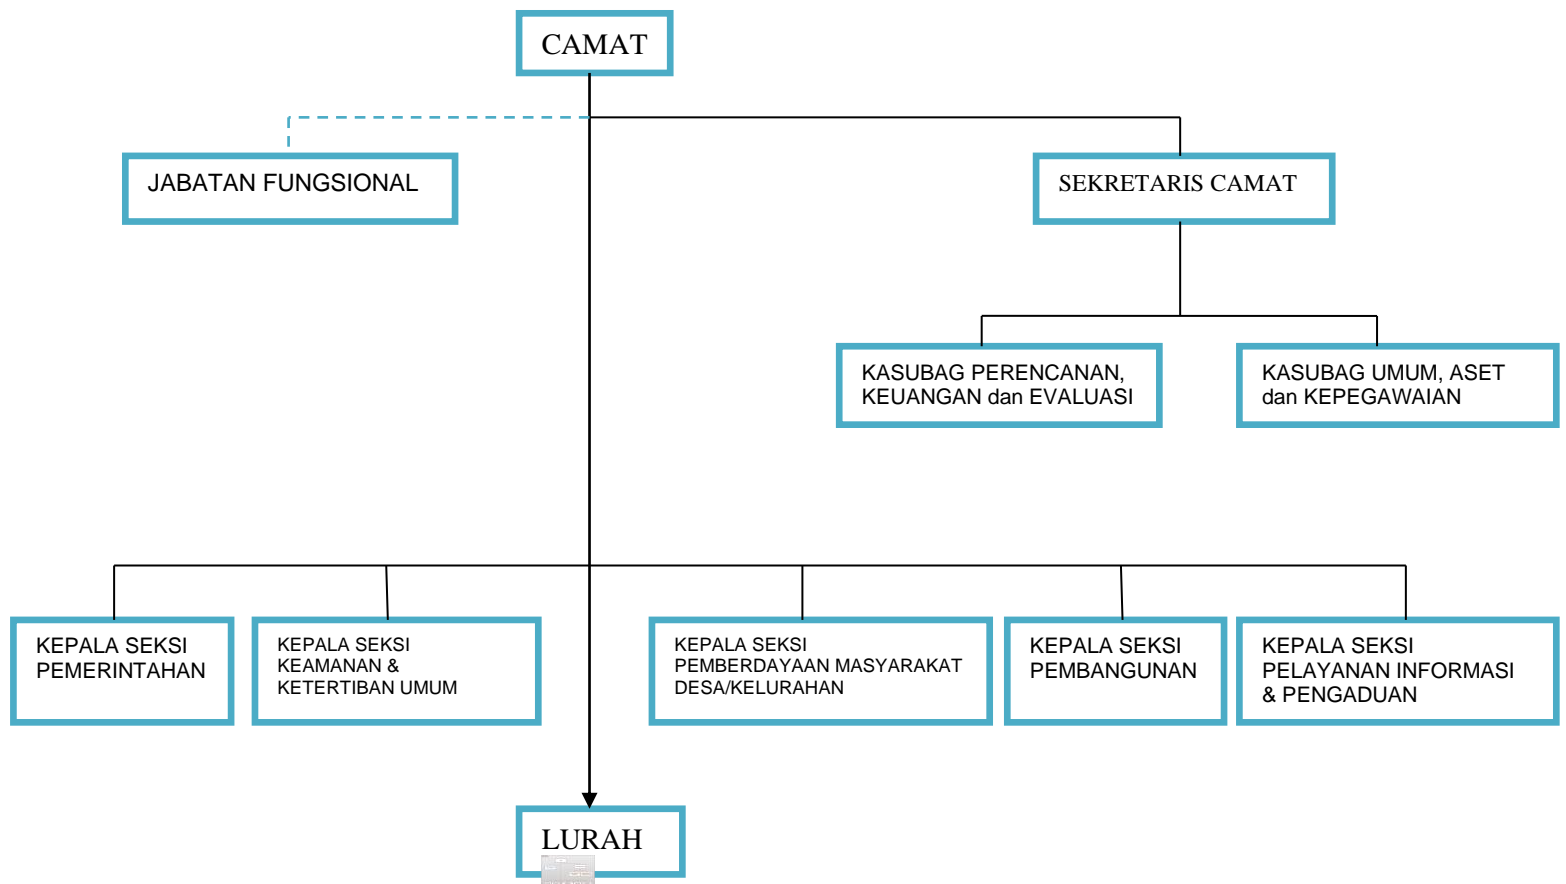 CAMAT
JABATAN FUNGSIONAL
SEKRETARIS CAMAT
KASUBAG PERENCANAN,
KEUANGAN dan EVALUASI
KASUBAG UMUM, ASET
dan KEPEGAWAIAN
KEPALA SEKSI
PEMERINTAHAN
KEPALA SEKSI
KEAMANAN &
KETERTIBAN UMUM
KEPALA SEKSI
PEMBERDAYAAN MASYARAKAT
DESA/KELURAHAN
KEPALA SEKSI
PEMBANGUNAN
KEPALA SEKSI
PELAYANAN INFORMASI
& PENGADUAN
LURAH